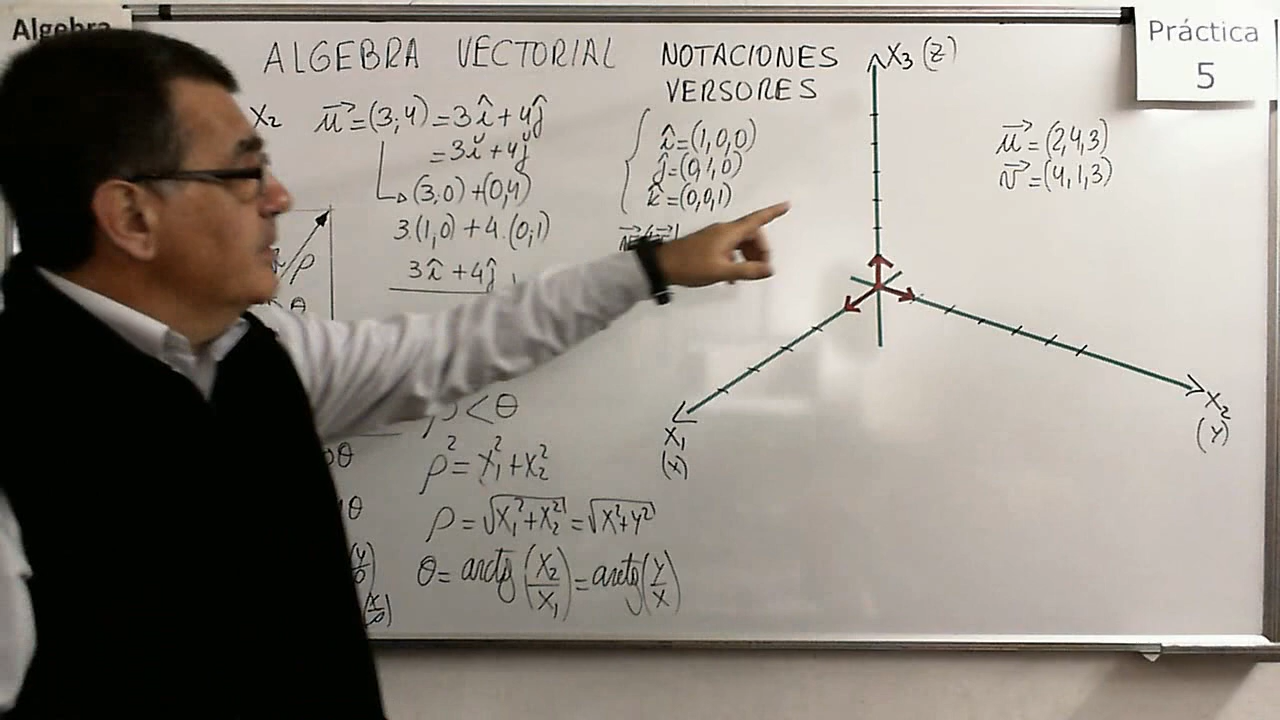 Algebra
Práctica
5
ALGEBRA VECTORIAL NOTACIONES
VERSORES
X₂
u⃗=(3;4)=3î+4ĵ
=3ǐ+4ǰ
(3,0)+(0,4)
3.(1,0)+4.(0,1)
3î+4ĵ
ρ
θ
î=(1,0,0)
ĵ=(0,1,0)
k̂=(0,0,1)
X₃(z)
u⃗=(2,4,3)
v⃗=(4,1,3)
X₁
(x)
X₂
(y)
ρ<θ
ρ²=X₁²+X₂²
ρ=√X₁²+X₂²=√X²+y²
θ=arctg(X₂/X₁)=arctg(y/x)
θ
θ